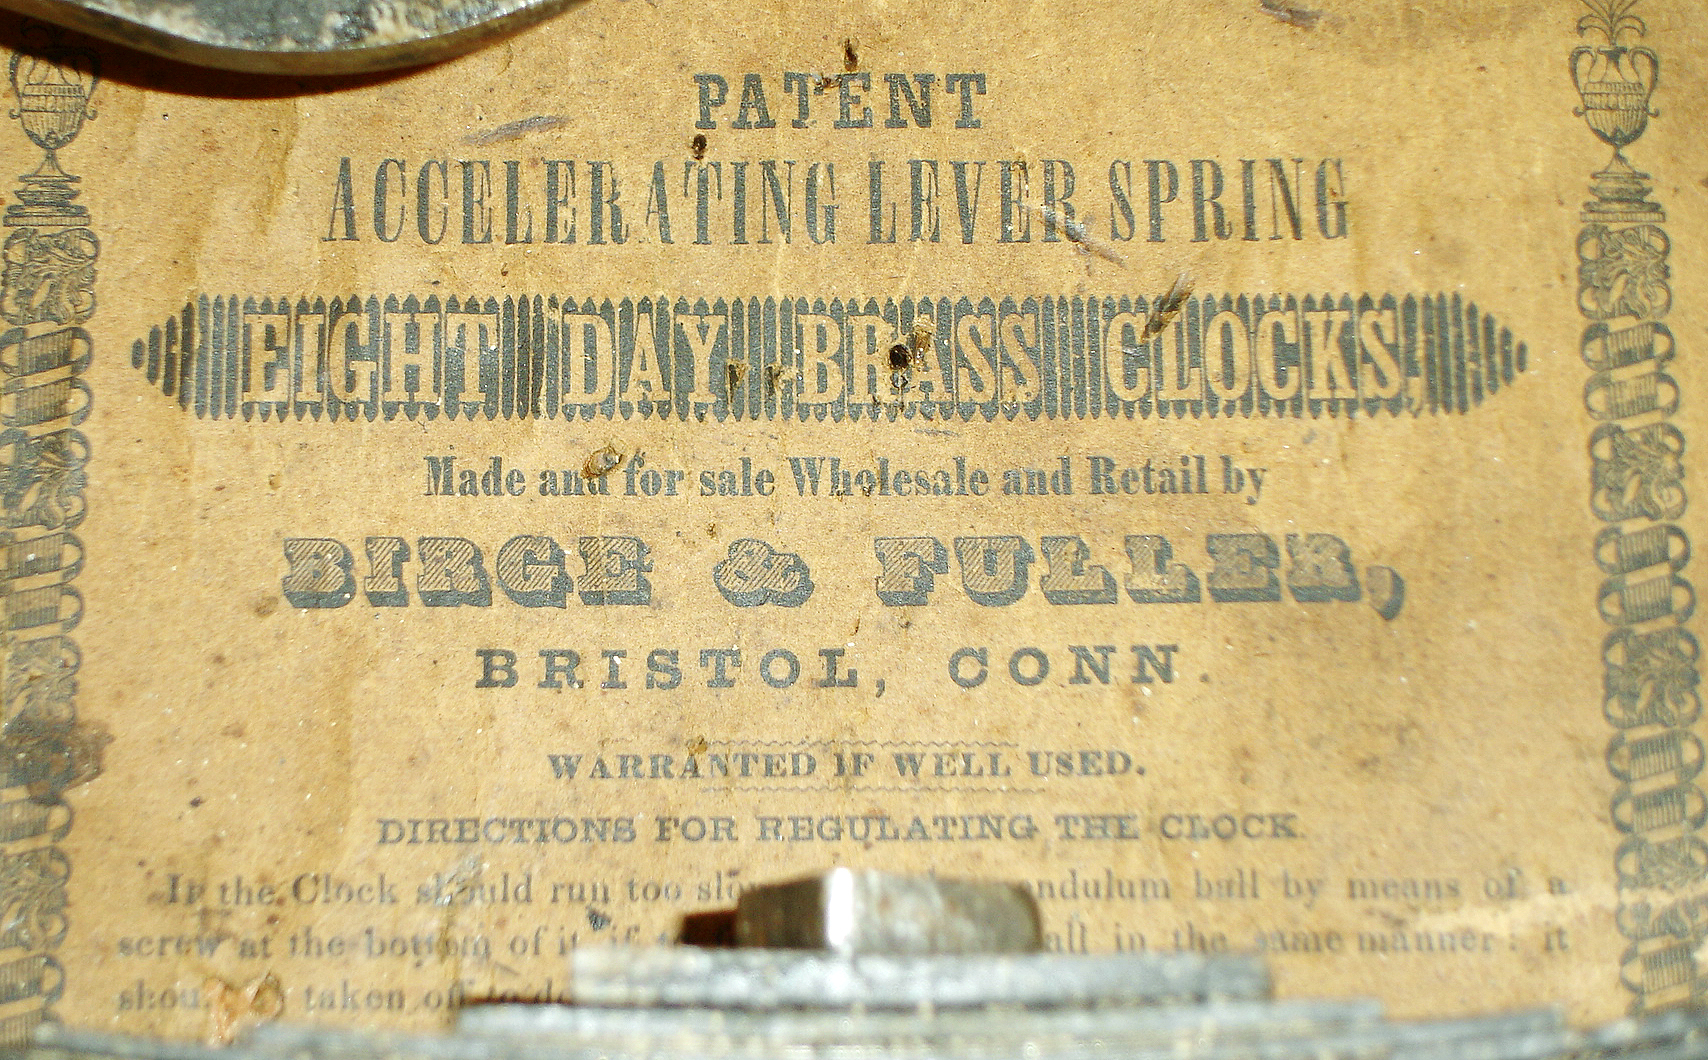 PATENT
ACCELERATING LEVER SPRING
EIGHT DAY BRASS CLOCKS,
Made and for sale Wholesale and Retail by
BIRGE & FULLER,
BRISTOL, CONN.
WARRANTED IF WELL USED.
DIRECTIONS FOR REGULATING THE CLOCK.
IF the Clock should run too ball by means of a
screw at the bottom of it, if in the same manner: it
taken off to